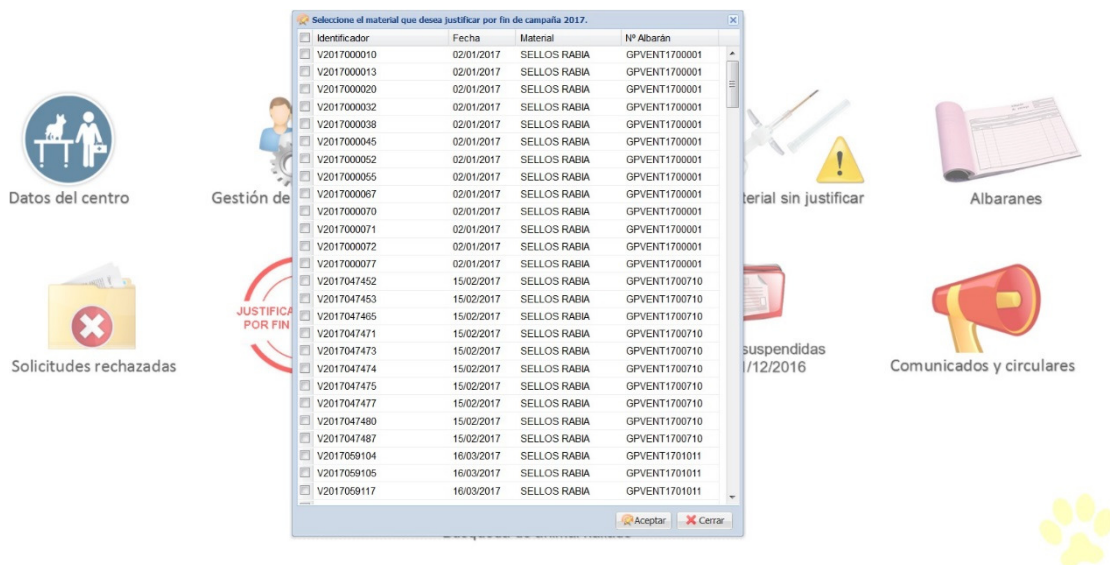 Seleccione el material que desea justificar por fin de campaña 2017.
Identificador Fecha Material Nº Albarán
V2017000010 02/01/2017 SELLOS RABIA GPVENT1700001
V2017000013 02/01/2017 SELLOS RABIA GPVENT1700001
V2017000020 02/01/2017 SELLOS RABIA GPVENT1700001
V2017000032 02/01/2017 SELLOS RABIA GPVENT1700001
V2017000038 02/01/2017 SELLOS RABIA GPVENT1700001
V2017000045 02/01/2017 SELLOS RABIA GPVENT1700001
V2017000052 02/01/2017 SELLOS RABIA GPVENT1700001
V2017000055 02/01/2017 SELLOS RABIA GPVENT1700001
V2017000067 02/01/2017 SELLOS RABIA GPVENT1700001
V2017000070 02/01/2017 SELLOS RABIA GPVENT1700001
V2017000071 02/01/2017 SELLOS RABIA GPVENT1700001
V2017000072 02/01/2017 SELLOS RABIA GPVENT1700001
V2017000077 02/01/2017 SELLOS RABIA GPVENT1700001
V2017047452 15/02/2017 SELLOS RABIA GPVENT1700710
V2017047453 15/02/2017 SELLOS RABIA GPVENT1700710
V2017047465 15/02/2017 SELLOS RABIA GPVENT1700710
V2017047471 15/02/2017 SELLOS RABIA GPVENT1700710
V2017047473 15/02/2017 SELLOS RABIA GPVENT1700710
V2017047474 15/02/2017 SELLOS RABIA GPVENT1700710
V2017047475 15/02/2017 SELLOS RABIA GPVENT1700710
V2017047477 15/02/2017 SELLOS RABIA GPVENT1700710
V2017047480 15/02/2017 SELLOS RABIA GPVENT1700710
V2017047487 15/02/2017 SELLOS RABIA GPVENT1700710
V2017059104 16/03/2017 SELLOS RABIA GPVENT1701011
V2017059105 16/03/2017 SELLOS RABIA GPVENT1701011
V2017059117 16/03/2017 SELLOS RABIA GPVENT1701011
Aceptar Cerrar
Datos del centro
Gestión de
terial sin justificar
Albaranes
Solicitudes rechazadas
JUSTIFICA
POR FIN
suspendidas
1/12/2016
Comunicados y circulares